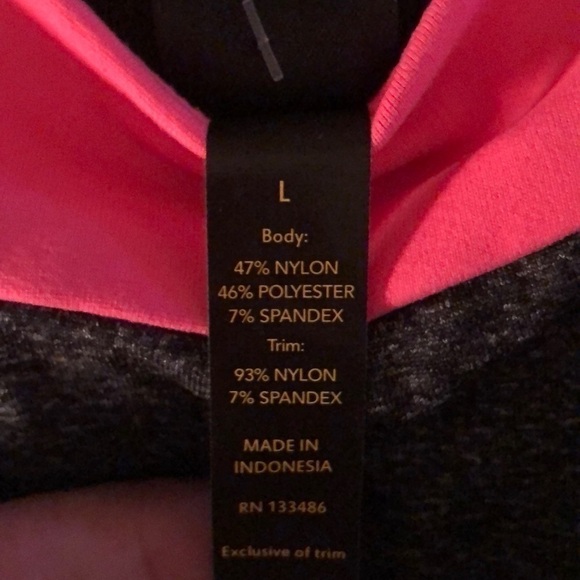 L
Body:
47% NYLON
46% POLYESTER
7% SPANDEX
Trim:
93% NYLON
7% SPANDEX
MADE IN
INDONESIA
RN 133486
Exclusive of trim